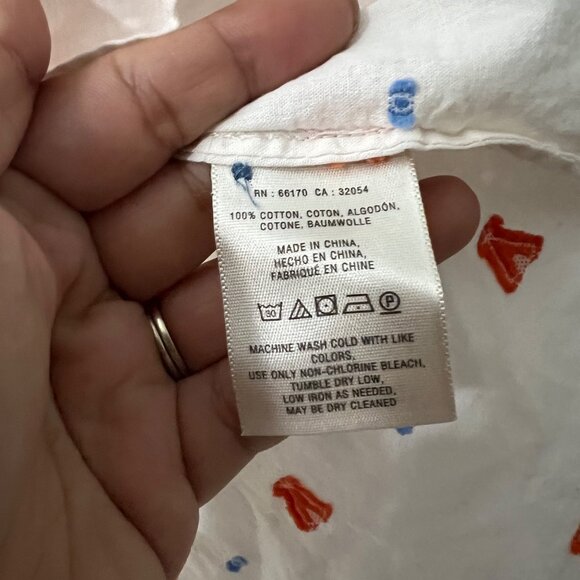 RN : 66170 CA : 32054
100% COTTON, COTON, ALGODÓN,
COTONE, BAUMWOLLE
MADE IN CHINA,
HECHO EN CHINA,
FABRIQUÉ EN CHINE
30 P
MACHINE WASH COLD WITH LIKE
COLORS,
USE ONLY NON-CHLORINE BLEACH,
TUMBLE DRY LOW,
LOW IRON AS NEEDED,
MAY BE DRY CLEANED